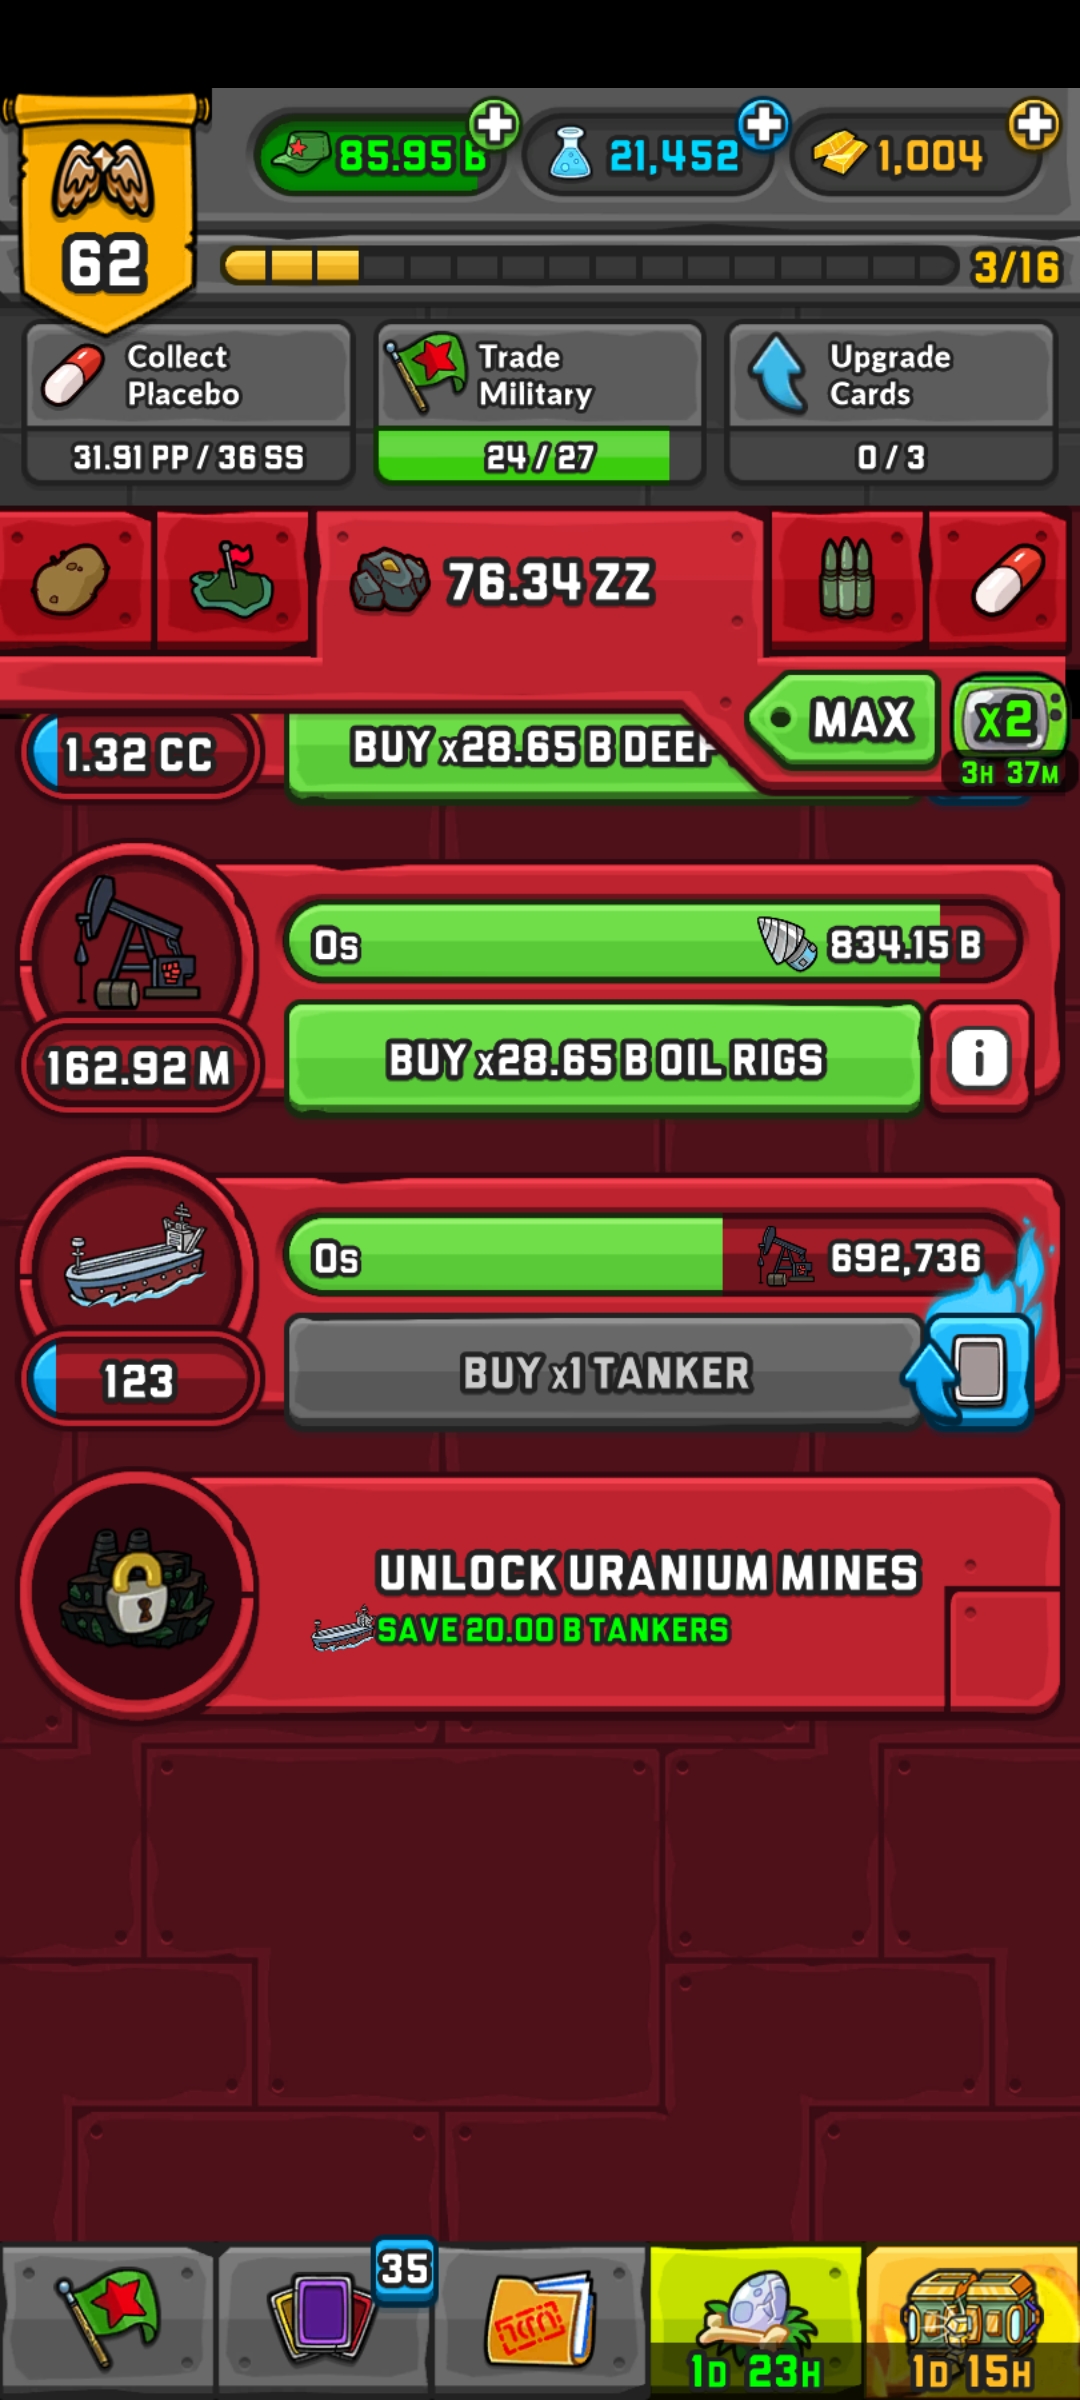 85.95 B
21,452
1,004
62
3/16
Collect
Placebo
31.91 PP / 36 SS
Trade
Military
24 / 27
Upgrade
Cards
0 / 3
76.34 ZZ
MAX
x2
3H 37M
1.32 CC
BUY x28.65 B DEEP
0s
834.15 B
162.92 M
BUY x28.65 B OIL RIGS
i
0s
692,736
123
BUY x1 TANKER
UNLOCK URANIUM MINES
SAVE 20.00 B TANKERS
35
1D 23H
1D 15H